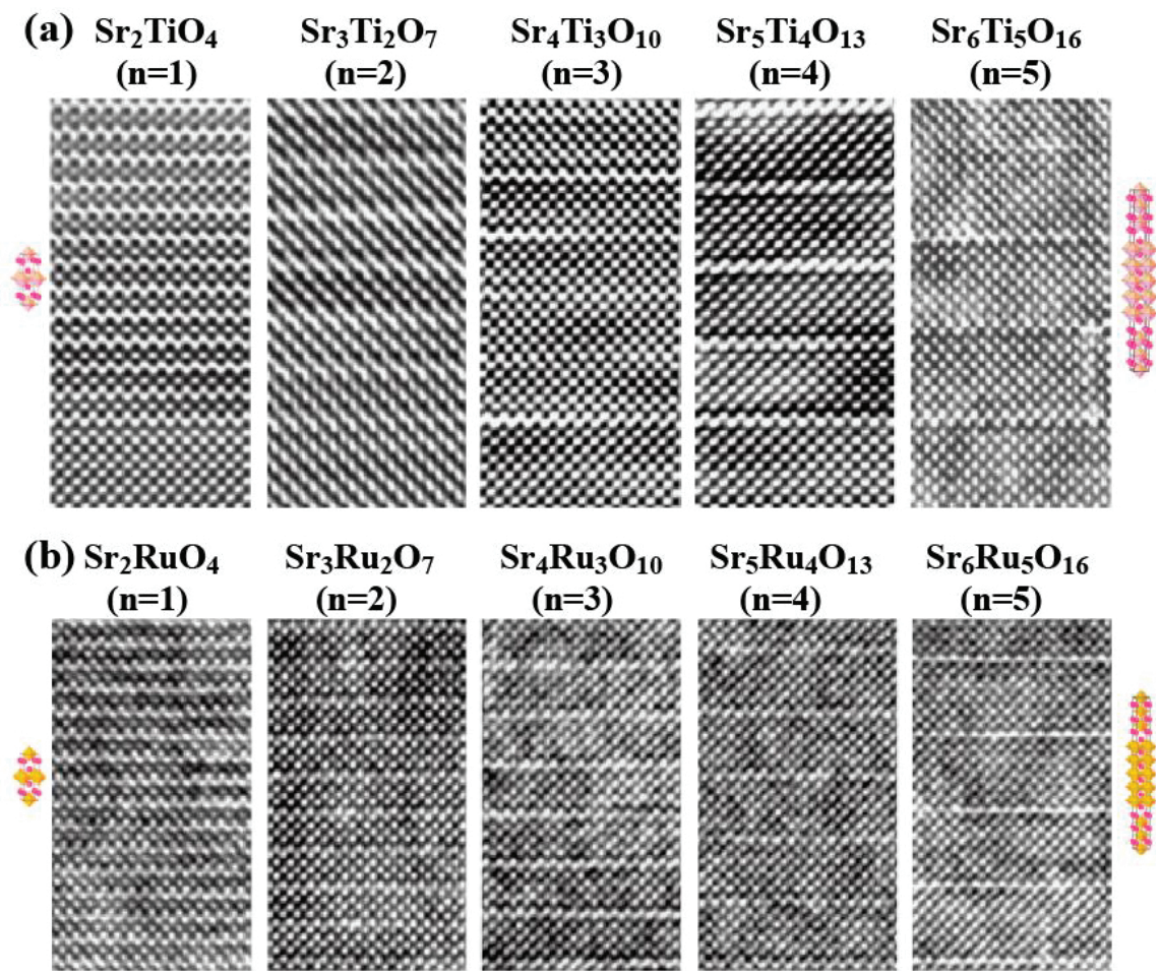 (a) Sr₂TiO₄ Sr₃Ti₂O₇ Sr₄Ti₃O₁₀ Sr₅Ti₄O₁₃ Sr₆Ti₅O₁₆
(n=1) (n=2) (n=3) (n=4) (n=5)
(b) Sr₂RuO₄ Sr₃Ru₂O₇ Sr₄Ru₃O₁₀ Sr₅Ru₄O₁₃ Sr₆Ru₅O₁₆
(n=1) (n=2) (n=3) (n=4) (n=5)